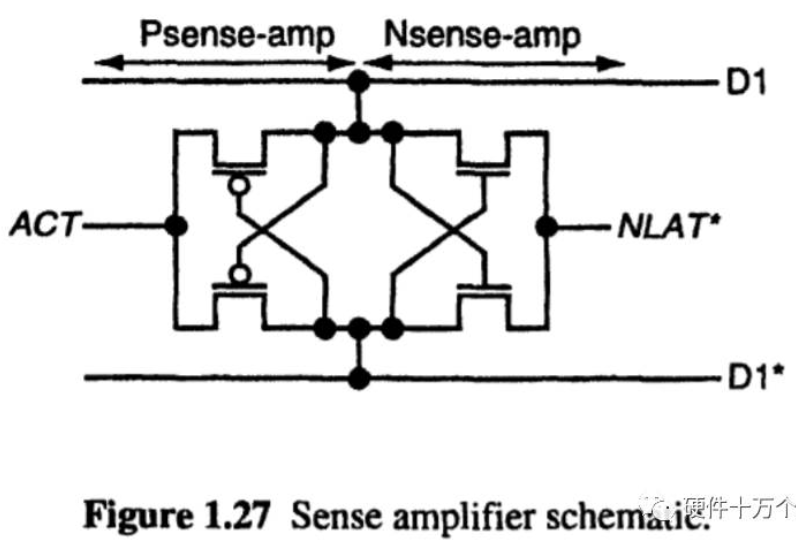 Psense-amp Nsense-amp
D1
ACT
NLAT*
D1*
Figure 1.27 Sense amplifier schematic.
硬件十万个